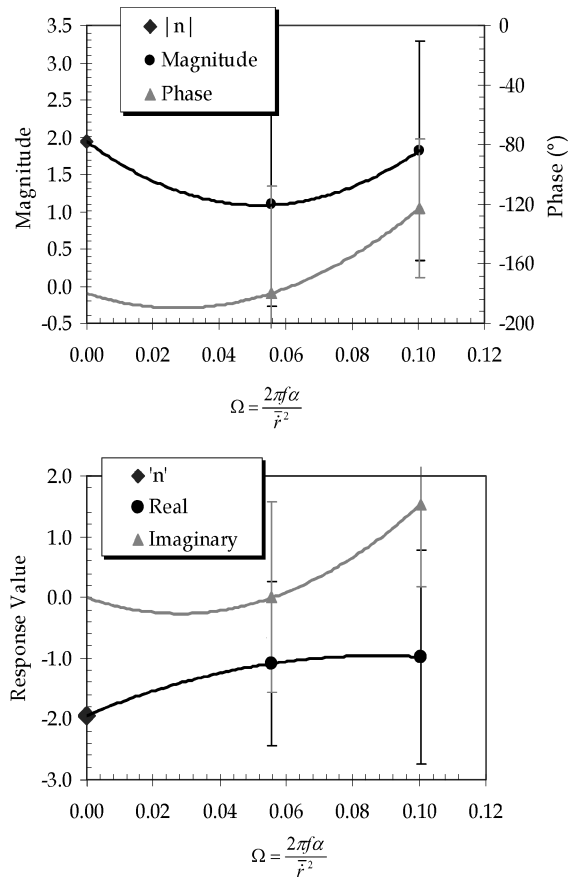 |n|
Magnitude
Phase
3.5
3.0
2.5
2.0
1.5
1.0
0.5
0.0
-0.5
Magnitude
0
-40
-80
-120
-160
-200
Phase (°)
0.00 0.02 0.04 0.06 0.08 0.10 0.12
Ω = 2πfα / r̄̇ ²
'n'
Real
Imaginary
2.0
1.0
0.0
-1.0
-2.0
-3.0
Response Value
0.00 0.02 0.04 0.06 0.08 0.10 0.12
Ω = 2πfα / r̄̇ ²